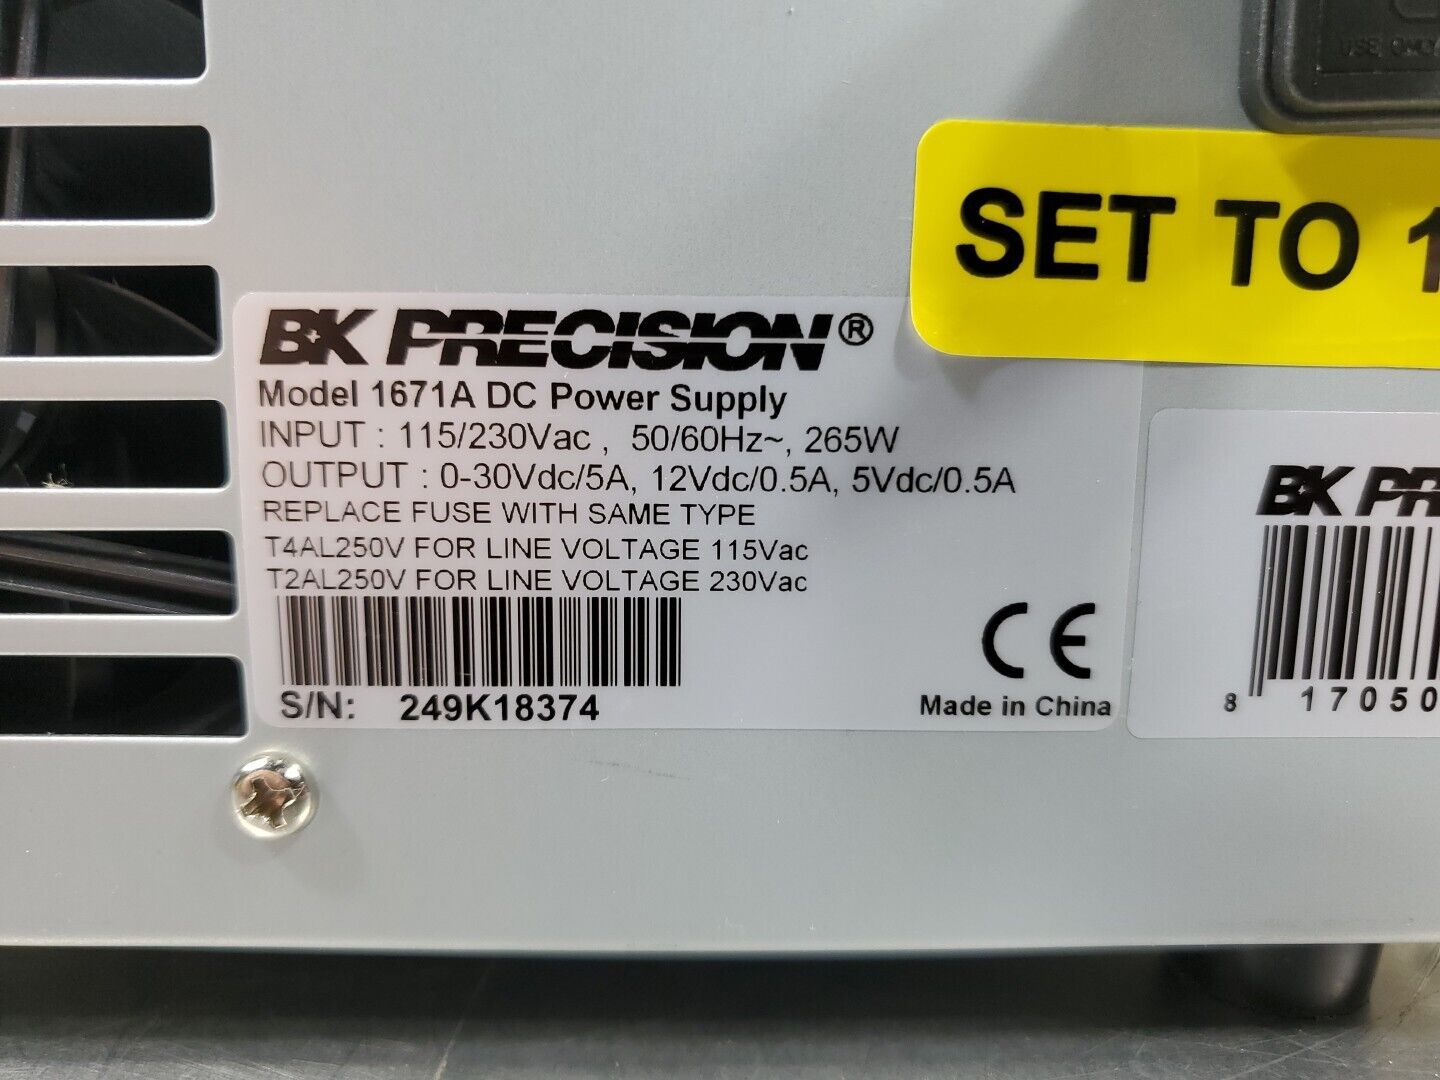 USE ONLY
SET TO 1
BK PRECISION®
Model 1671A DC Power Supply
INPUT : 115/230Vac , 50/60Hz~, 265W
OUTPUT : 0-30Vdc/5A, 12Vdc/0.5A, 5Vdc/0.5A
REPLACE FUSE WITH SAME TYPE
T4AL250V FOR LINE VOLTAGE 115Vac
T2AL250V FOR LINE VOLTAGE 230Vac
S/N: 249K18374
CE
Made in China
BK PR
8 17050